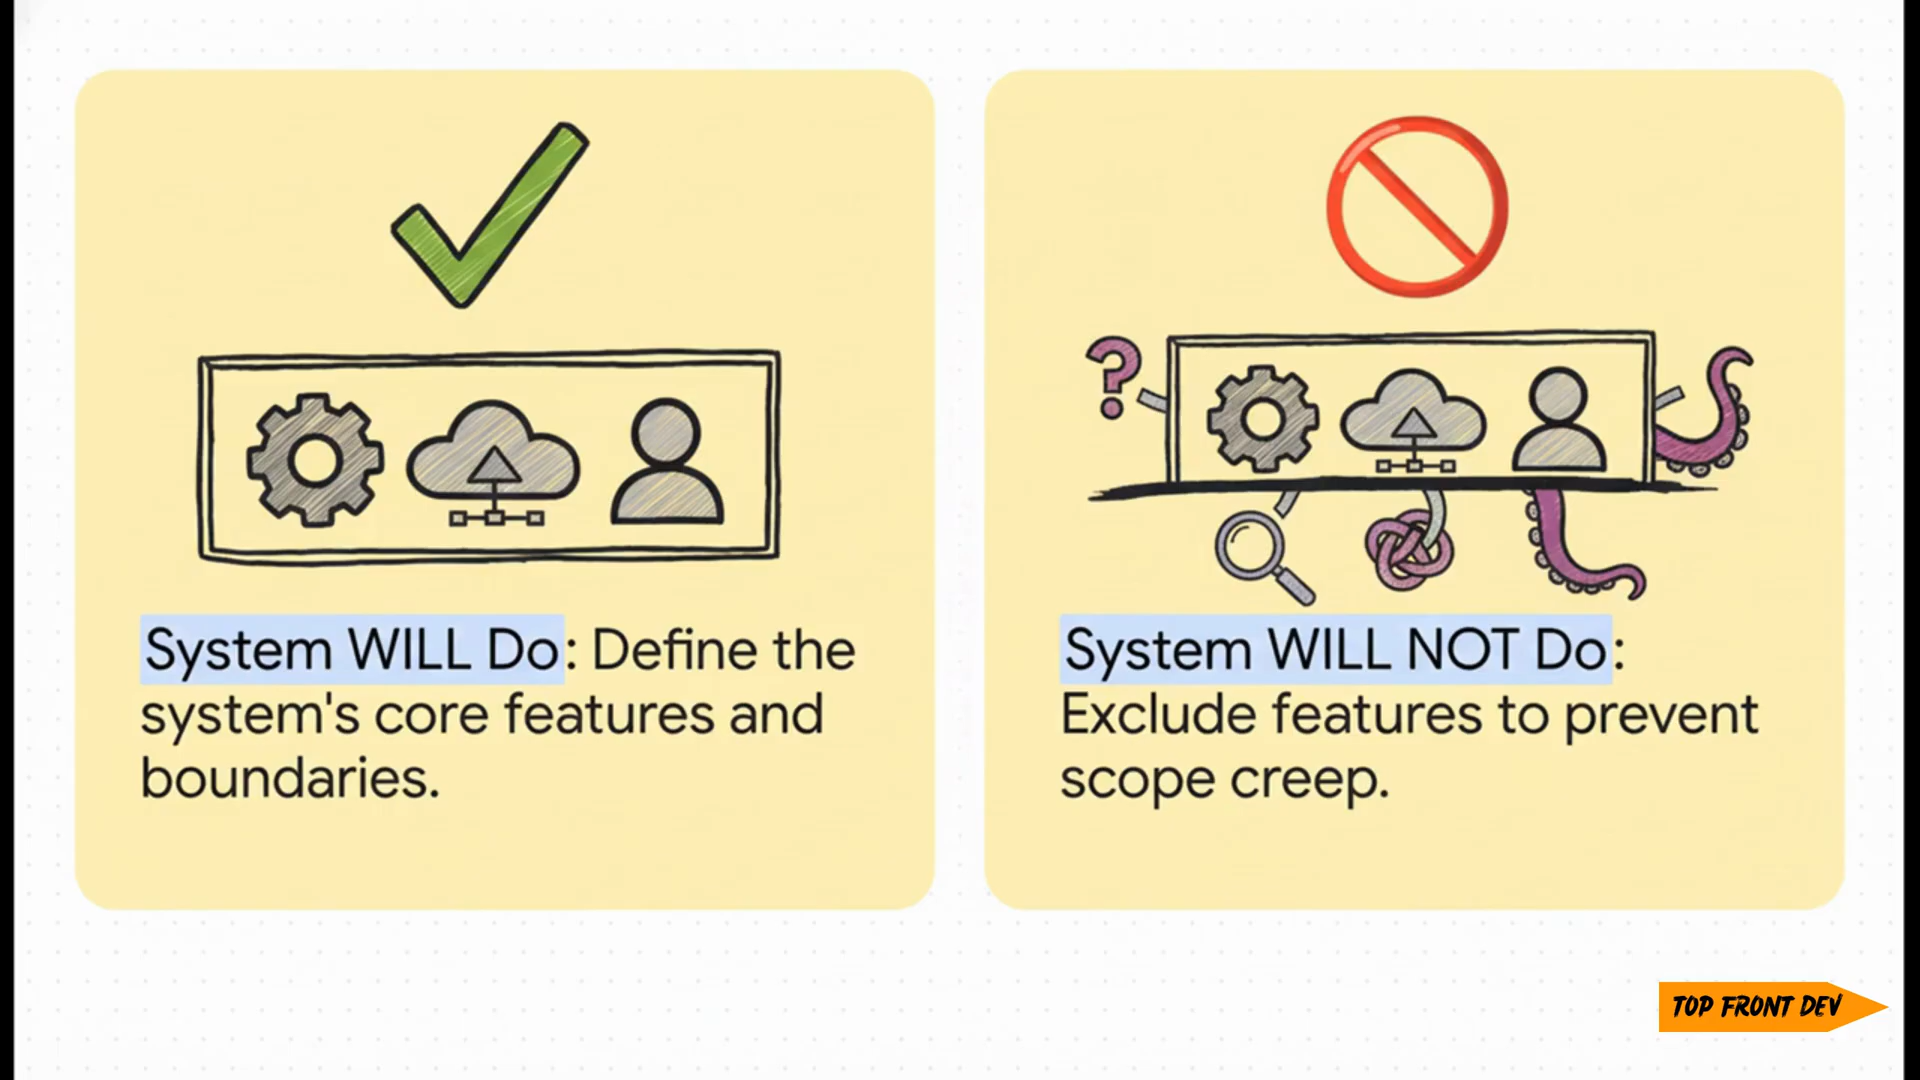 System WILL Do: Define the
system's core features and
boundaries.
?
System WILL NOT Do:
Exclude features to prevent
scope creep.
TOP FRONT DEV